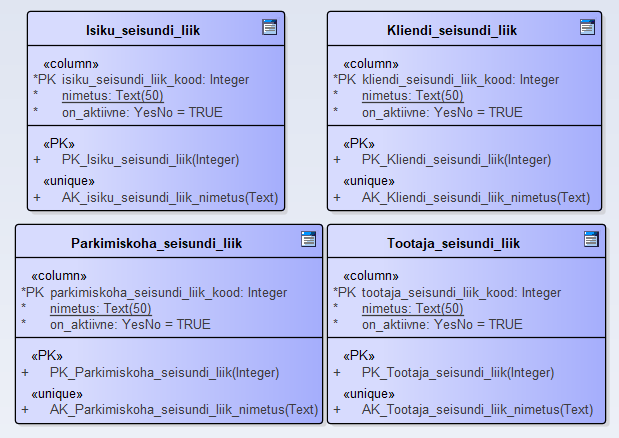 Isiku_seisundi_liik
«column»
*PK isiku_seisundi_liik_kood: Integer
* nimetus: Text(50)
* on_aktiivne: YesNo = TRUE
«PK»
+ PK_Isiku_seisundi_liik(Integer)
«unique»
+ AK_isiku_seisundi_liik_nimetus(Text)
Kliendi_seisundi_liik
«column»
*PK kliendi_seisundi_liik_kood: Integer
* nimetus: Text(50)
* on_aktiivne: YesNo = TRUE
«PK»
+ PK_Kliendi_seisundi_liik(Integer)
«unique»
+ AK_Kliendi_seisundi_liik_nimetus(Text)
Parkimiskoha_seisundi_liik
«column»
*PK parkimiskoha_seisundi_liik_kood: Integer
* nimetus: Text(50)
* on_aktiivne: YesNo = TRUE
«PK»
+ PK_Parkimiskoha_seisundi_liik(Integer)
«unique»
+ AK_Parkimiskoha_seisundi_liik_nimetus(Text)
Tootaja_seisundi_liik
«column»
*PK tootaja_seisundi_liik_kood: Integer
* nimetus: Text(50)
* on_aktiivne: YesNo = TRUE
«PK»
+ PK_Tootaja_seisundi_liik(Integer)
«unique»
+ AK_Tootaja_seisundi_liik_nimetus(Text)